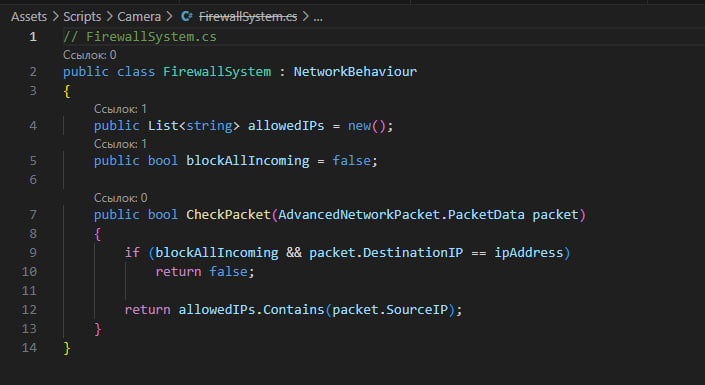 Assets > Scripts > Camera > FirewallSystem.cs > ...
1 // FirewallSystem.cs
Ссылок: 0
2 public class FirewallSystem : NetworkBehaviour
3 {
Ссылок: 1
4     public List<string> allowedIPs = new();
Ссылок: 1
5     public bool blockAllIncoming = false;
6
Ссылок: 0
7     public bool CheckPacket(AdvancedNetworkPacket.PacketData packet)
8     {
9         if (blockAllIncoming && packet.DestinationIP == ipAddress)
10             return false;
11
12         return allowedIPs.Contains(packet.SourceIP);
13     }
14 }